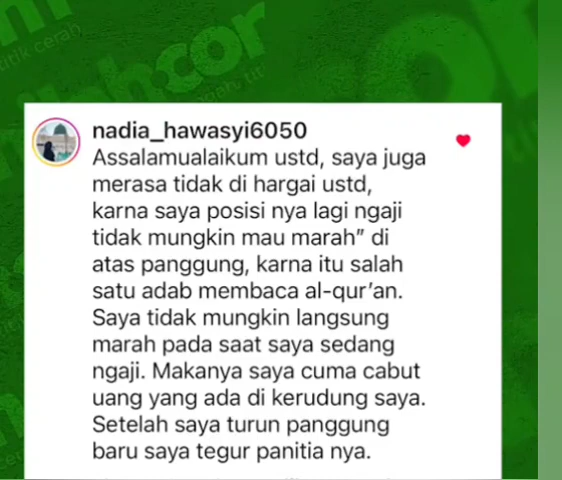 nadia_hawasyi6050
Assalamualaikum ustd, saya juga
merasa tidak di hargai ustd,
karna saya posisi nya lagi ngaji
tidak mungkin mau marah” di
atas panggung, karna itu salah
satu adab membaca al-qur’an.
Saya tidak mungkin langsung
marah pada saat saya sedang
ngaji. Makanya saya cuma cabut
uang yang ada di kerudung saya.
Setelah saya turun panggung
baru saya tegur panitia nya.